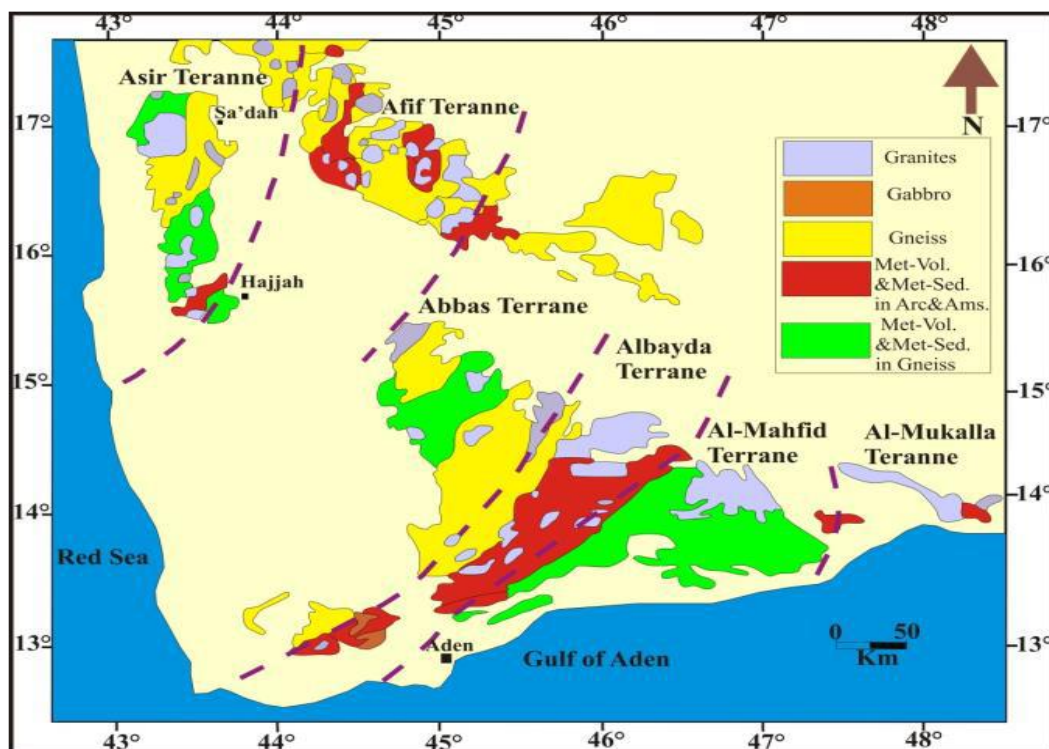 43° 44° 45° 46° 47° 48°
Asir Teranne
Sa'dah
Afif Teranne
N
17°
17°
Granites
Gabbro
Gneiss
Met-Vol.
&Met-Sed.
in Arc&Ams.
Met-Vol.
&Met-Sed.
in Gneiss
16°
16°
Hajjah
Abbas Terrane
Albayda
Terrane
15°
15°
Al-Mahfid
Terrane
Al-Mukalla
Teranne
14°
14°
Red Sea
13°
13°
Aden
Gulf of Aden
0 50
Km
43° 44° 45° 46° 47° 48°